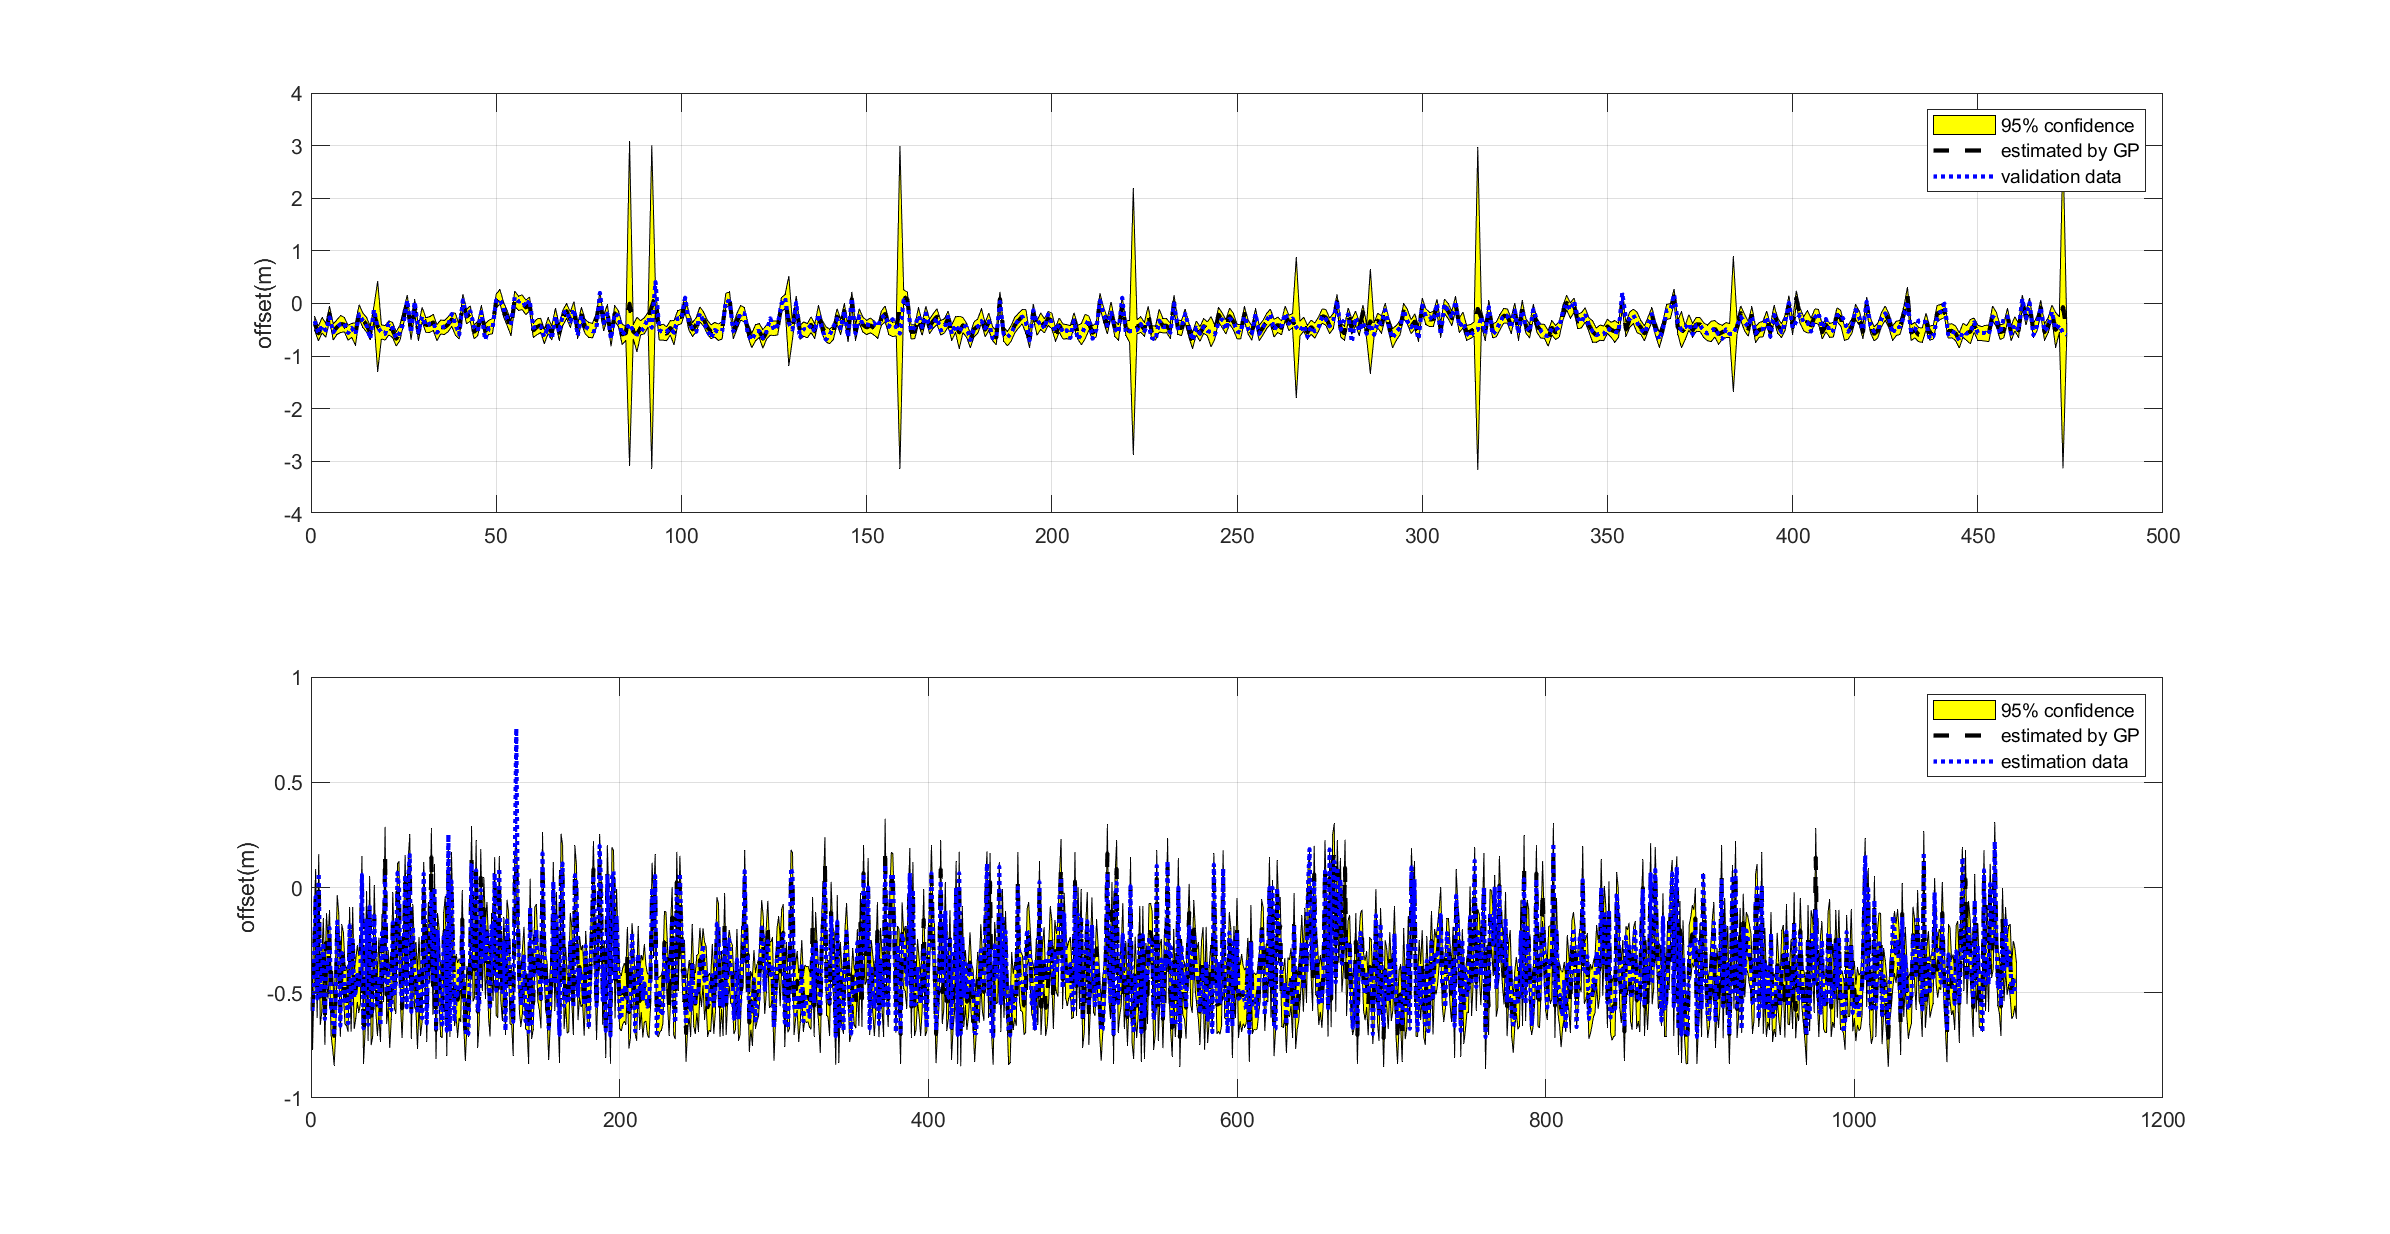 4
3
2
1
0
-1
-2
-3
-4
offset(m)
0 50 100 150 200 250 300 350 400 450 500
95% confidence
estimated by GP
validation data
1
0.5
0
-0.5
-1
offset(m)
0 200 400 600 800 1000 1200
95% confidence
estimated by GP
estimation data